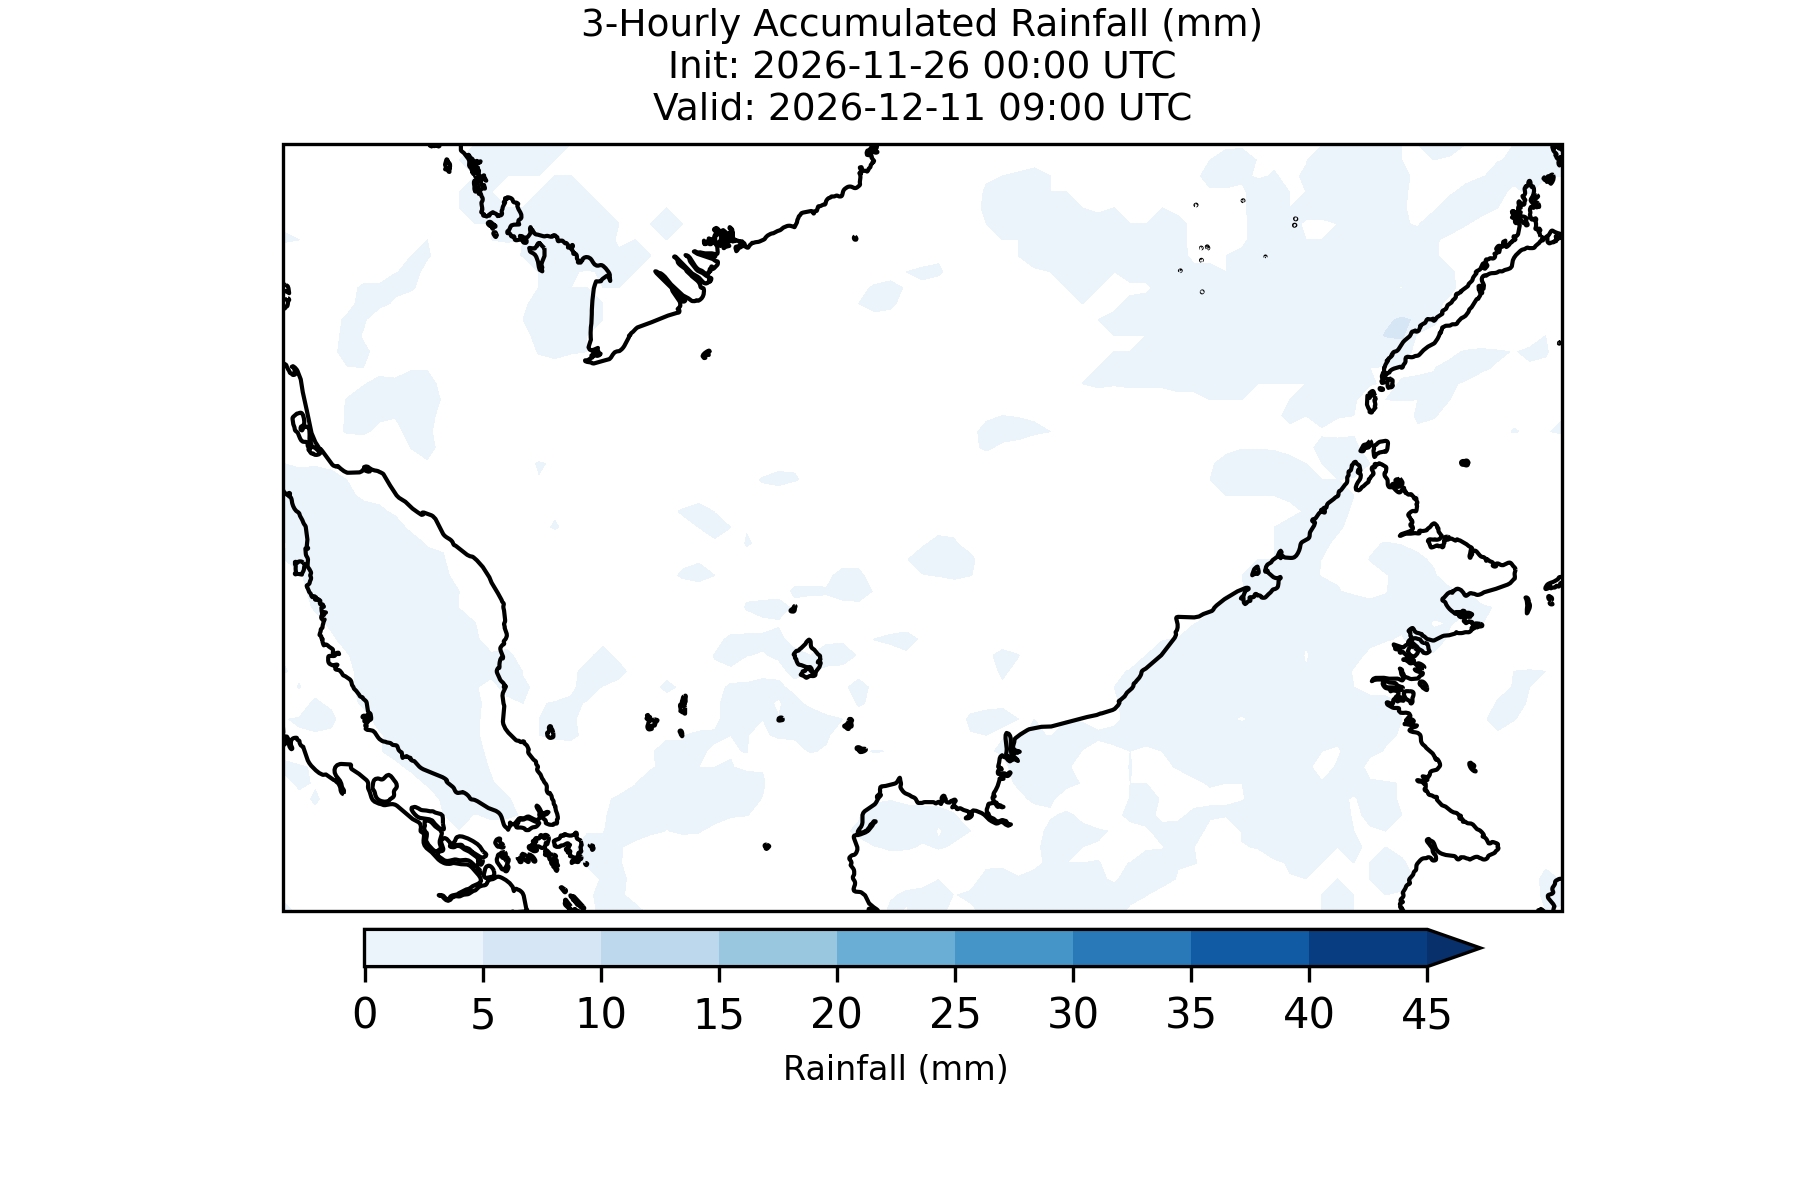 3-Hourly Accumulated Rainfall (mm)
Init: 2026-11-26 00:00 UTC
Valid: 2026-12-11 09:00 UTC
0 5 10 15 20 25 30 35 40 45
Rainfall (mm)